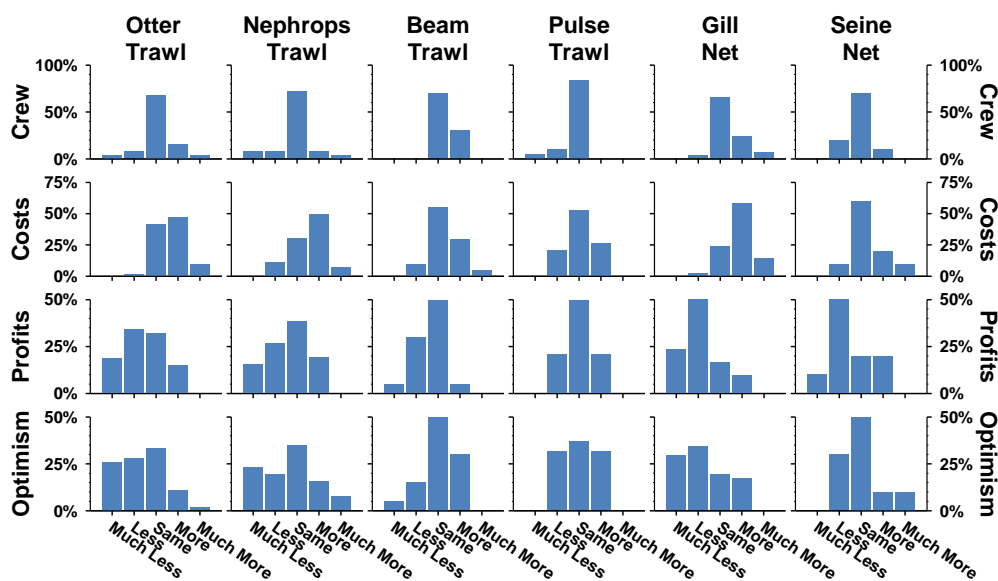 Otter Trawl
Nephrops Trawl
Beam Trawl
Pulse Trawl
Gill Net
Seine Net
Crew
100%
50%
0%
100%
50%
0%
Crew
Costs
75%
50%
25%
0%
75%
50%
25%
0%
Costs
Profits
50%
25%
0%
50%
25%
0%
Profits
Optimism
50%
25%
0%
50%
25%
0%
Optimism
Much Less
Less
Same
More
Much More
Much Less
Less
Same
More
Much More
Much Less
Less
Same
More
Much More
Much Less
Less
Same
More
Much More
Much Less
Less
Same
More
Much More
Much Less
Less
Same
More
Much More